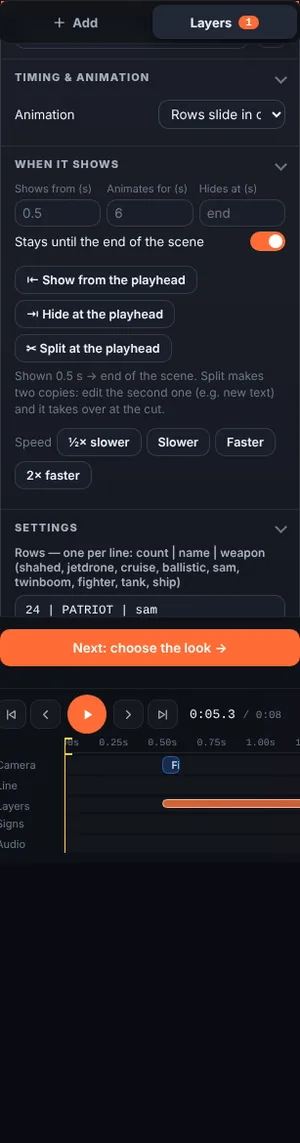 + Add
Layers 1
TIMING & ANIMATION
Animation
Rows slide in c
WHEN IT SHOWS
Shows from (s) Animates for (s) Hides at (s)
0.5 6 end
Stays until the end of the scene
⇤ Show from the playhead
⇥ Hide at the playhead
✂ Split at the playhead
Shown 0.5 s → end of the scene. Split makes
two copies: edit the second one (e.g. new text)
and it takes over at the cut.
Speed ½× slower Slower Faster
2× faster
SETTINGS
Rows — one per line: count | name | weapon
(shahed, jetdrone, cruise, ballistic, sam,
twinboom, fighter, tank, ship)
24 | PATRIOT | sam
Next: choose the look →
0:05.3 / 0:08
0.25s 0.50s 0.75s 1.00s
Camera
Line
Layers
Signs
Audio